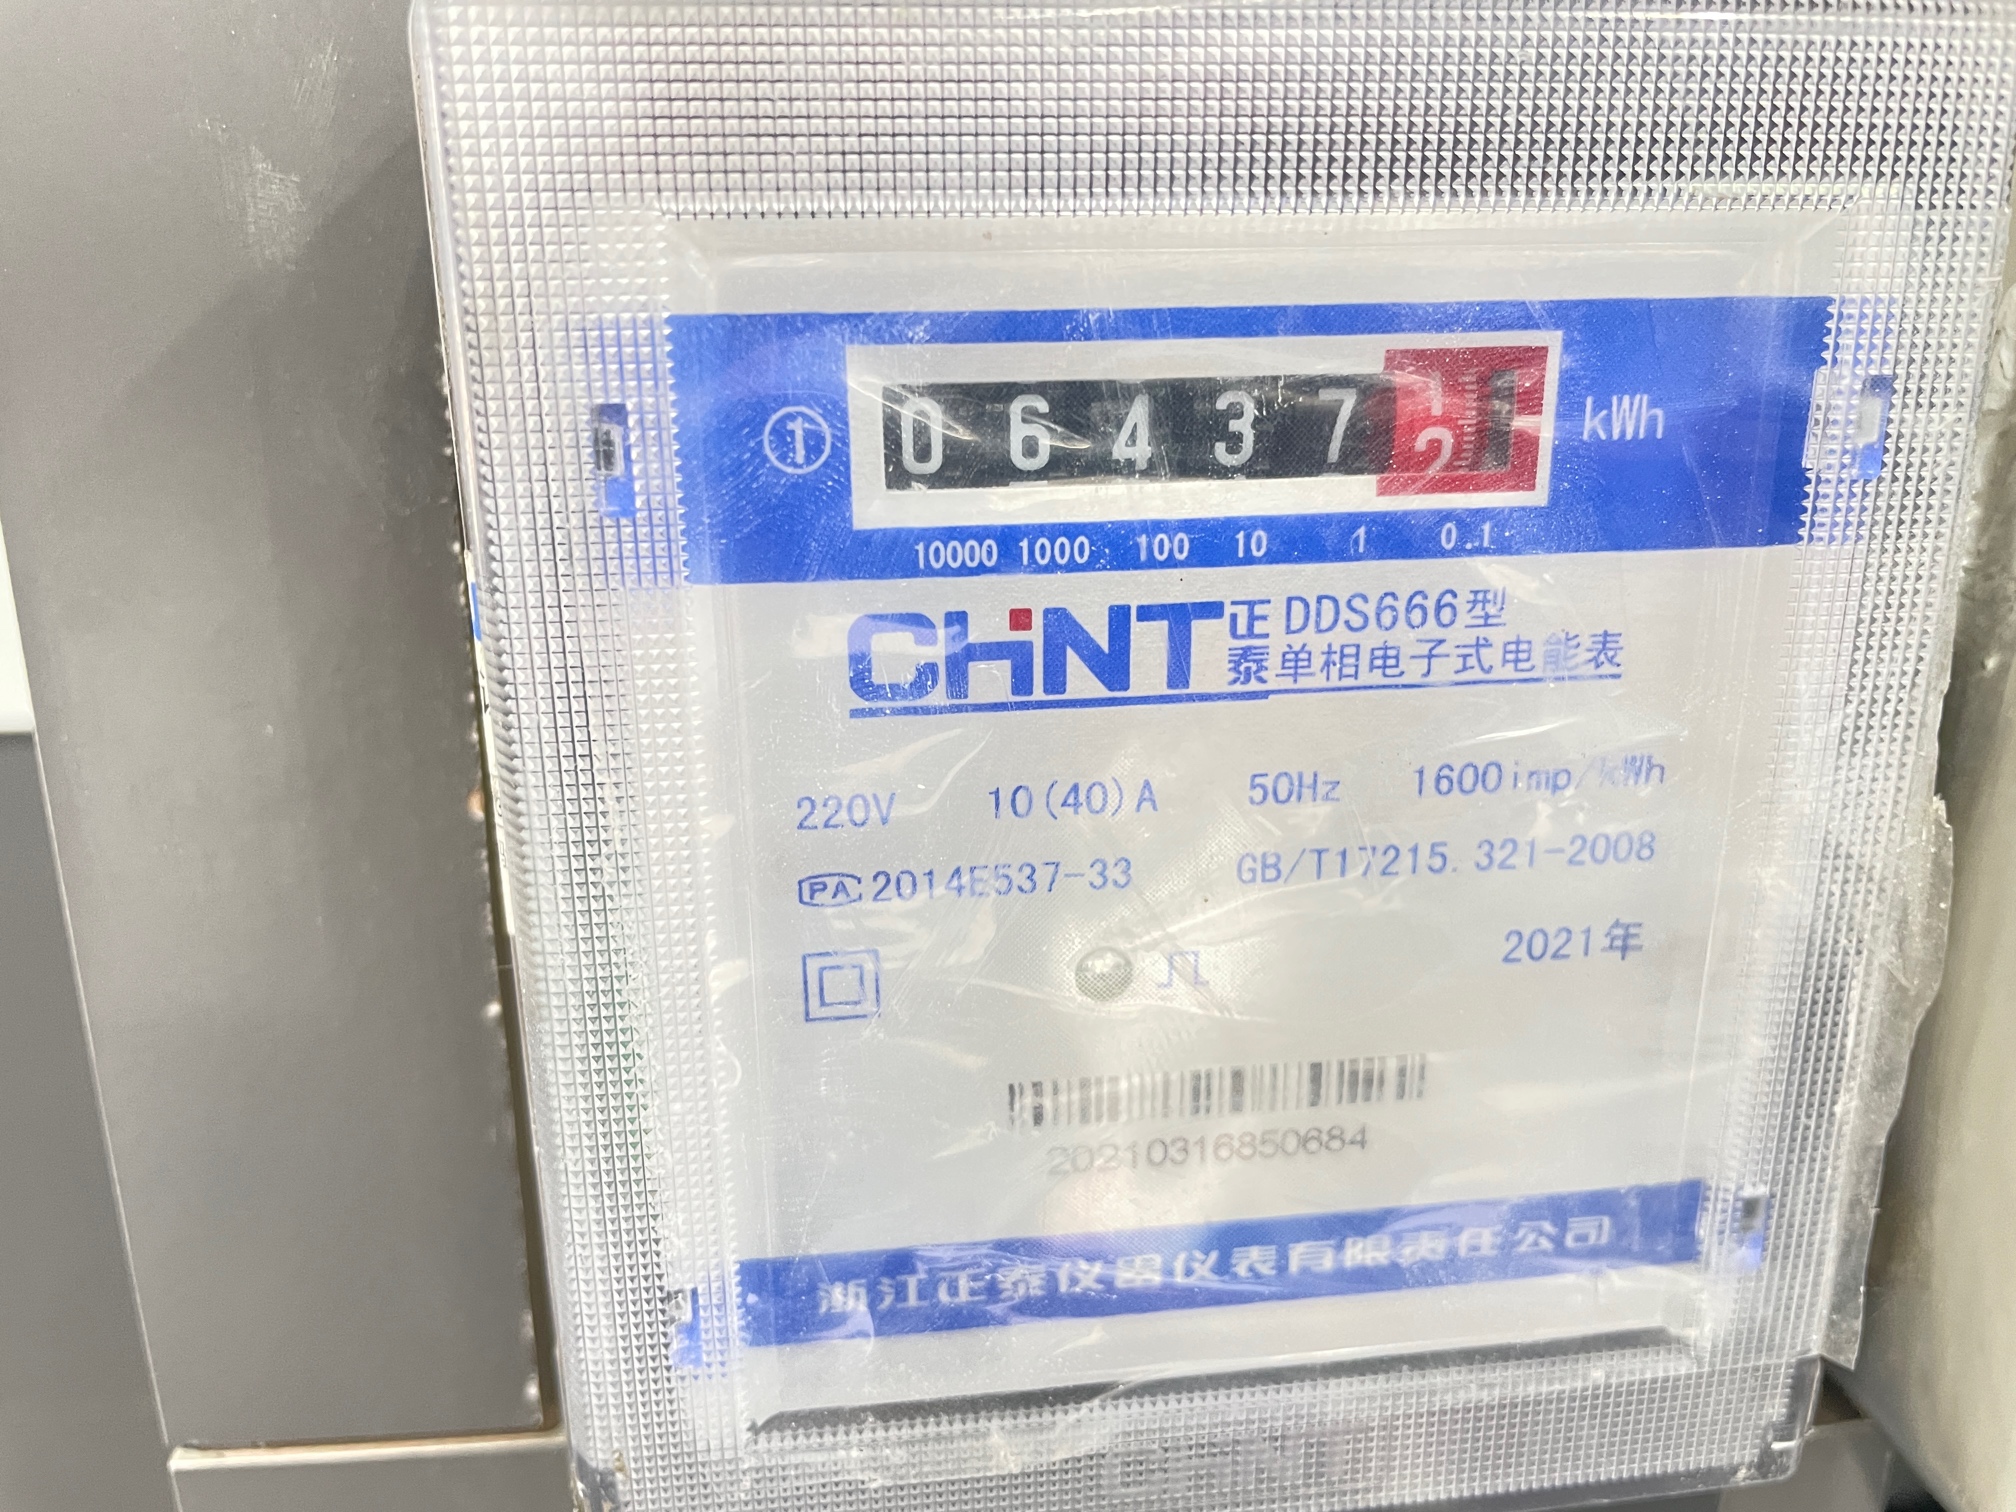 ① 0 6 4 3 7 2 kWh
10000 1000 100 10 1 0.1
CHNT 正泰 DDS666型
单相电子式电能表
220V 10(40)A 50Hz 1600imp/kWh
PA 2014E537-33 GB/T17215.321-2008
2021年
20210316850684
浙江正泰仪器仪表有限责任公司